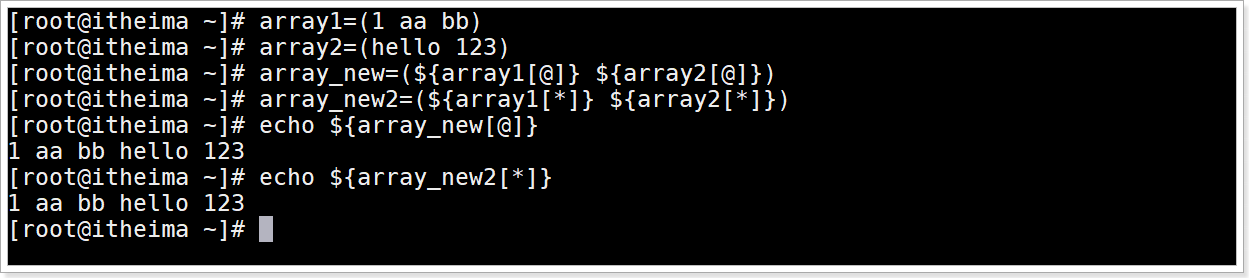 [root@itheima ~]# array1=(1 aa bb)
[root@itheima ~]# array2=(hello 123)
[root@itheima ~]# array_new=(${array1[@]} ${array2[@]})
[root@itheima ~]# array_new2=(${array1[*]} ${array2[*]})
[root@itheima ~]# echo ${array_new[@]}
1 aa bb hello 123
[root@itheima ~]# echo ${array_new2[*]}
1 aa bb hello 123
[root@itheima ~]#